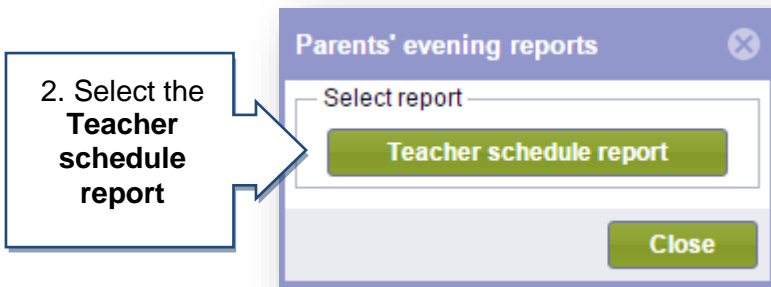 2. Select the
Teacher
schedule
report
Parents' evening reports
Select report
Teacher schedule report
Close